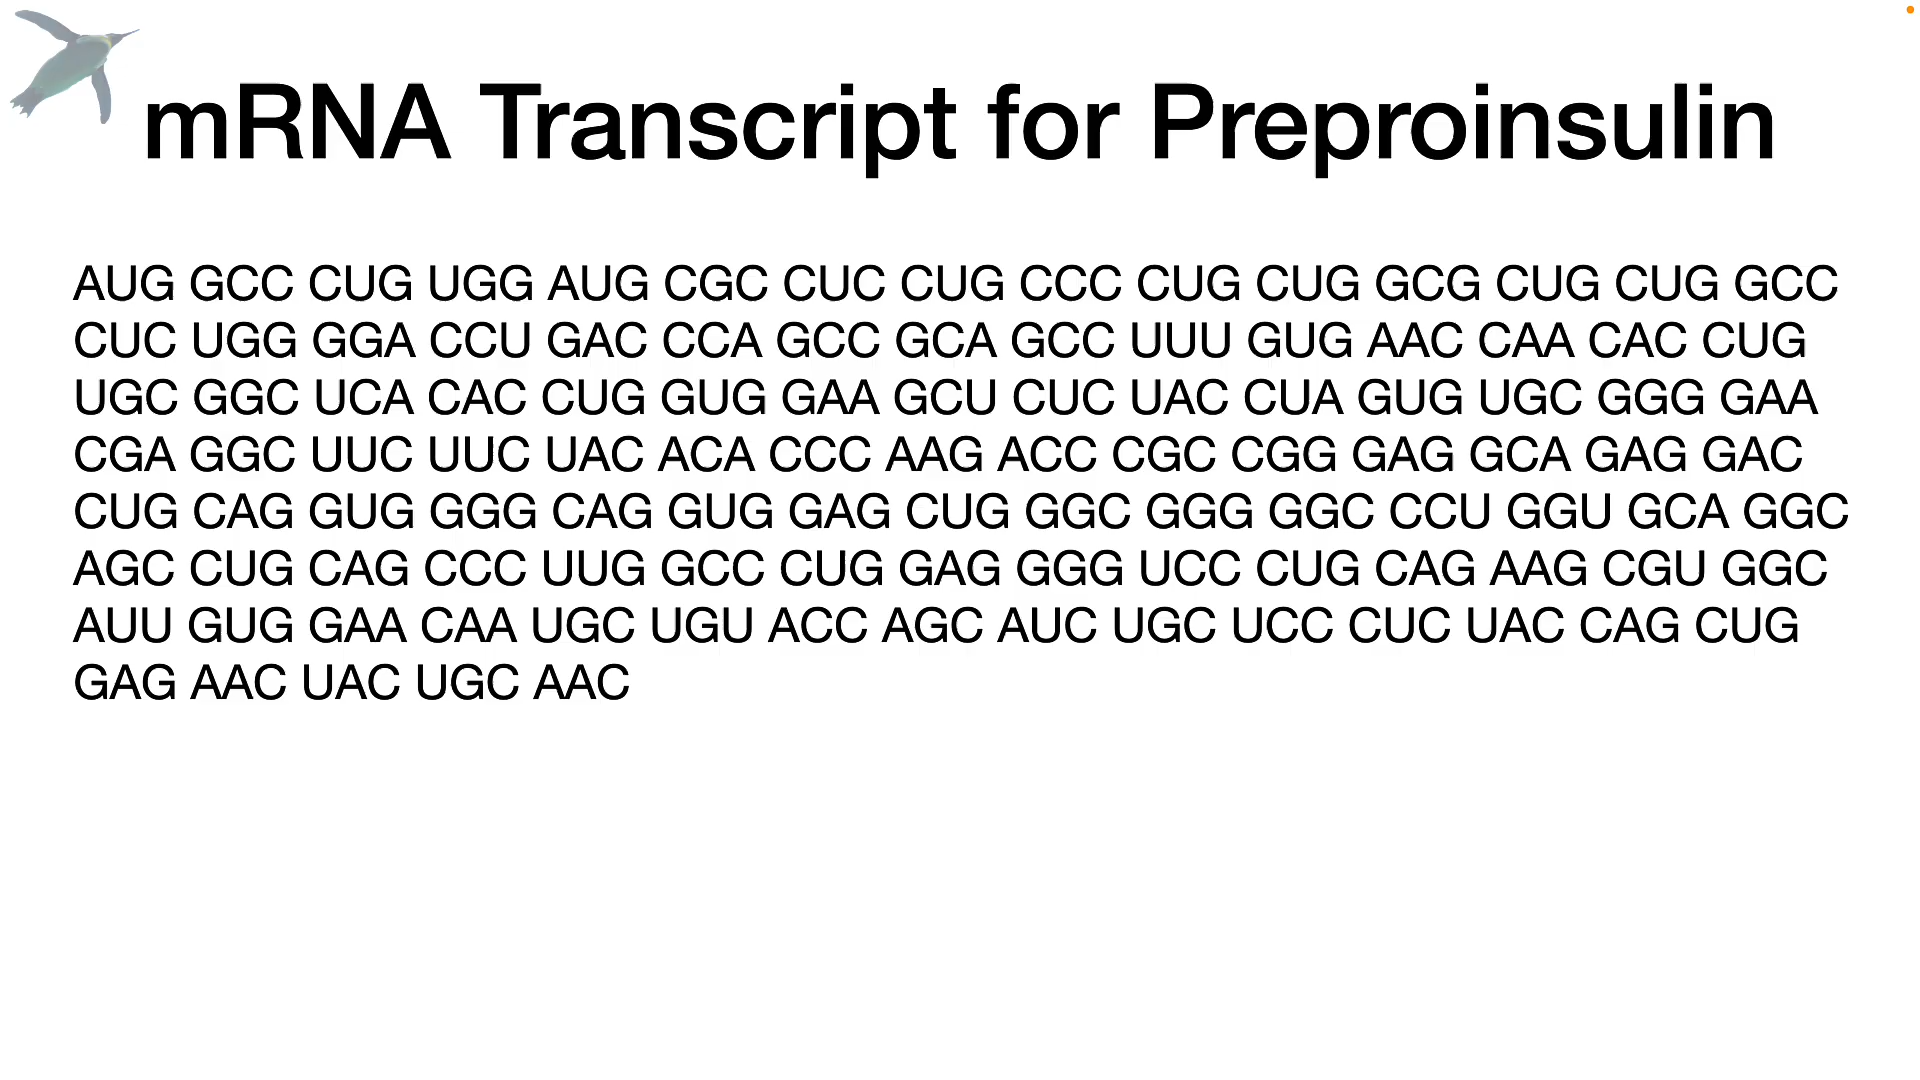 mRNA Transcript for Preproinsulin
AUG GCC CUG UGG AUG CGC CUC CUG CCC CUG CUG GCG CUG CUG GCC
CUC UGG GGA CCU GAC CCA GCC GCA GCC UUU GUG AAC CAA CAC CUG
UGC GGC UCA CAC CUG GUG GAA GCU CUC UAC CUA GUG UGC GGG GAA
CGA GGC UUC UUC UAC ACA CCC AAG ACC CGC CGG GAG GCA GAG GAC
CUG CAG GUG GGG CAG GUG GAG CUG GGC GGG GGC CCU GGU GCA GGC
AGC CUG CAG CCC UUG GCC CUG GAG GGG UCC CUG CAG AAG CGU GGC
AUU GUG GAA CAA UGC UGU ACC AGC AUC UGC UCC CUC UAC CAG CUG
GAG AAC UAC UGC AAC